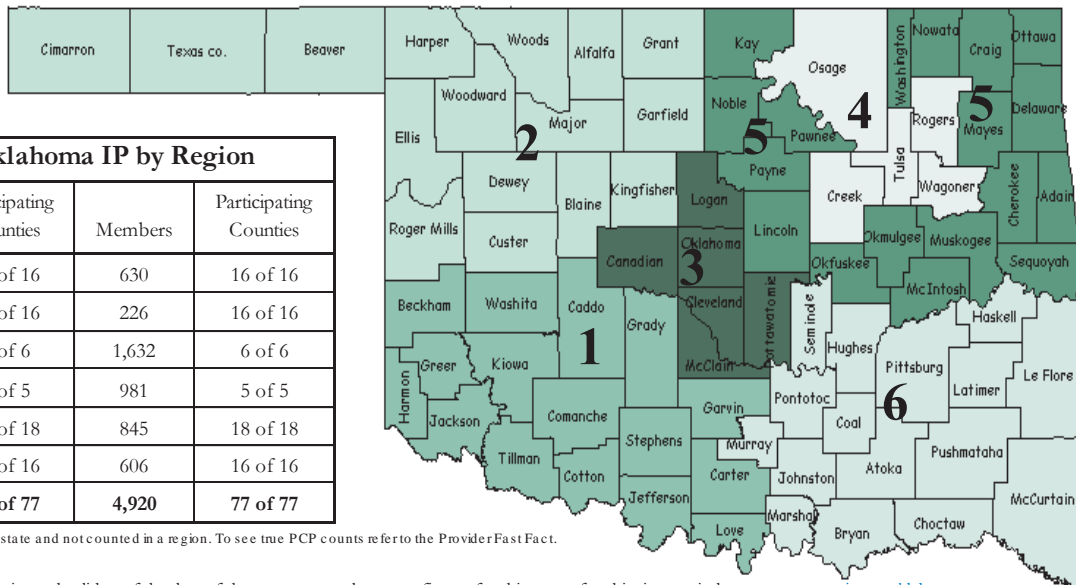 Cimarron
Texas co.
Beaver
Harper
Woods
Alfalfa
Grant
Kay
Osage
Washington
Nowata
Craig
Ottawa
Woodward
Ellis
Major
Garfield
Noble
Pawnee
Rogers
Mayes
Delaware
2
5
4
5
Dewey
Blaine
Kingfisher
Logan
Payne
Creek
Tulsa
Wagoner
Cherokee
Adair
Roger Mills
Custer
Canadian
Oklahoma
Lincoln
Okfuskee
Okmulgee
Muskogee
Sequoyah
3
Beckham
Washita
Caddo
Grady
Cleveland
Pottawatomie
Seminole
McIntosh
Haskell
1
Greer
Kiowa
McClain
Hughes
Pittsburg
Latimer
Le Flore
Harmon
Jackson
Comanche
Garvin
Pontotoc
Coal
6
Tillman
Stephens
Murray
Atoka
Pushmataha
Cotton
Carter
Johnston
McCurtain
Jefferson
Love
Marshal
Bryan
Choctaw
klahoma IP by Region
Members
Participating
Counties
of 16 630 16 of 16
of 16 226 16 of 16
of 6 1,632 6 of 6
of 5 981 5 of 5
of 18 845 18 of 18
of 16 606 16 of 16
of 77 4,920 77 of 77
state and not counted in a region. To see true PCP counts refer to the Provider Fast Fact.